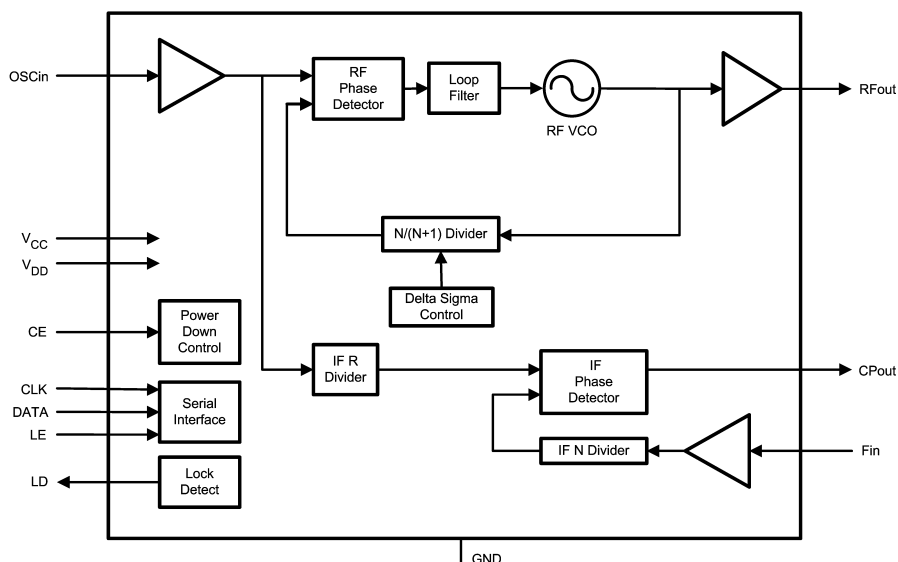 OSCin
RF
Phase
Detector
Loop
Filter
RF VCO
RFout
N/(N+1) Divider
VCC
VDD
Delta Sigma
Control
CE
Power
Down
Control
IF R
Divider
IF
Phase
Detector
CPout
CLK
DATA
LE
Serial
Interface
IF N Divider
Fin
LD
Lock
Detect
GND